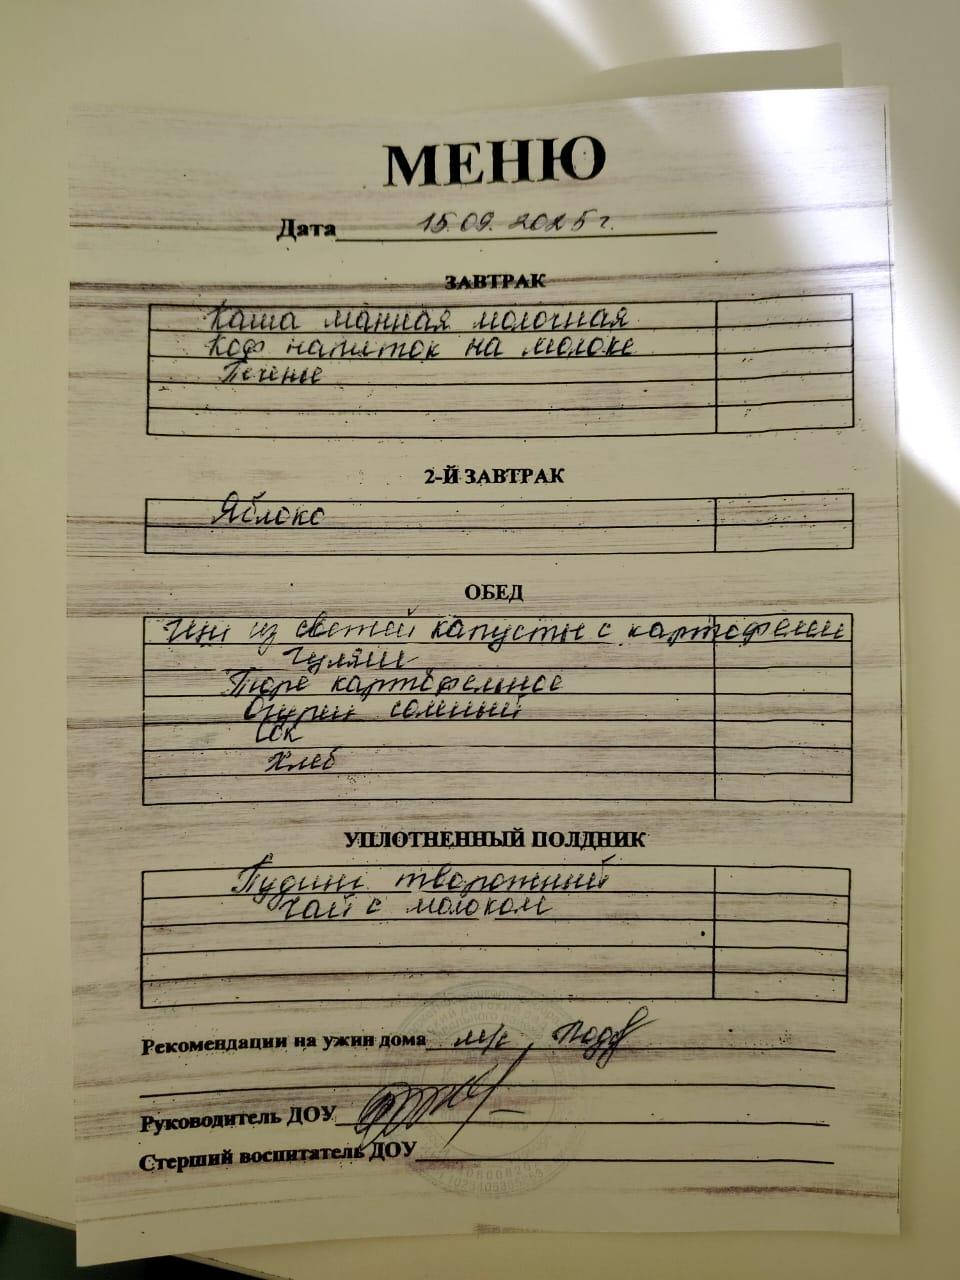 МЕНЮ
Дата 15.09.2025 г.
ЗАВТРАК
Каша манная молочная
Коф напиток на молоке
Печенье
2-Й ЗАВТРАК
Яблоко
ОБЕД
Щи из свежей капусты с картофелем
Гуляш
Пюре картофельное
Огурец соленый
Сок
Хлеб
УПЛОТНЕННЫЙ ПОЛДНИК
Пудинг творожный
Чай с молоком
Рекомендации на ужин дома м/с
Руководитель ДОУ
Стерший воспитатель ДОУ